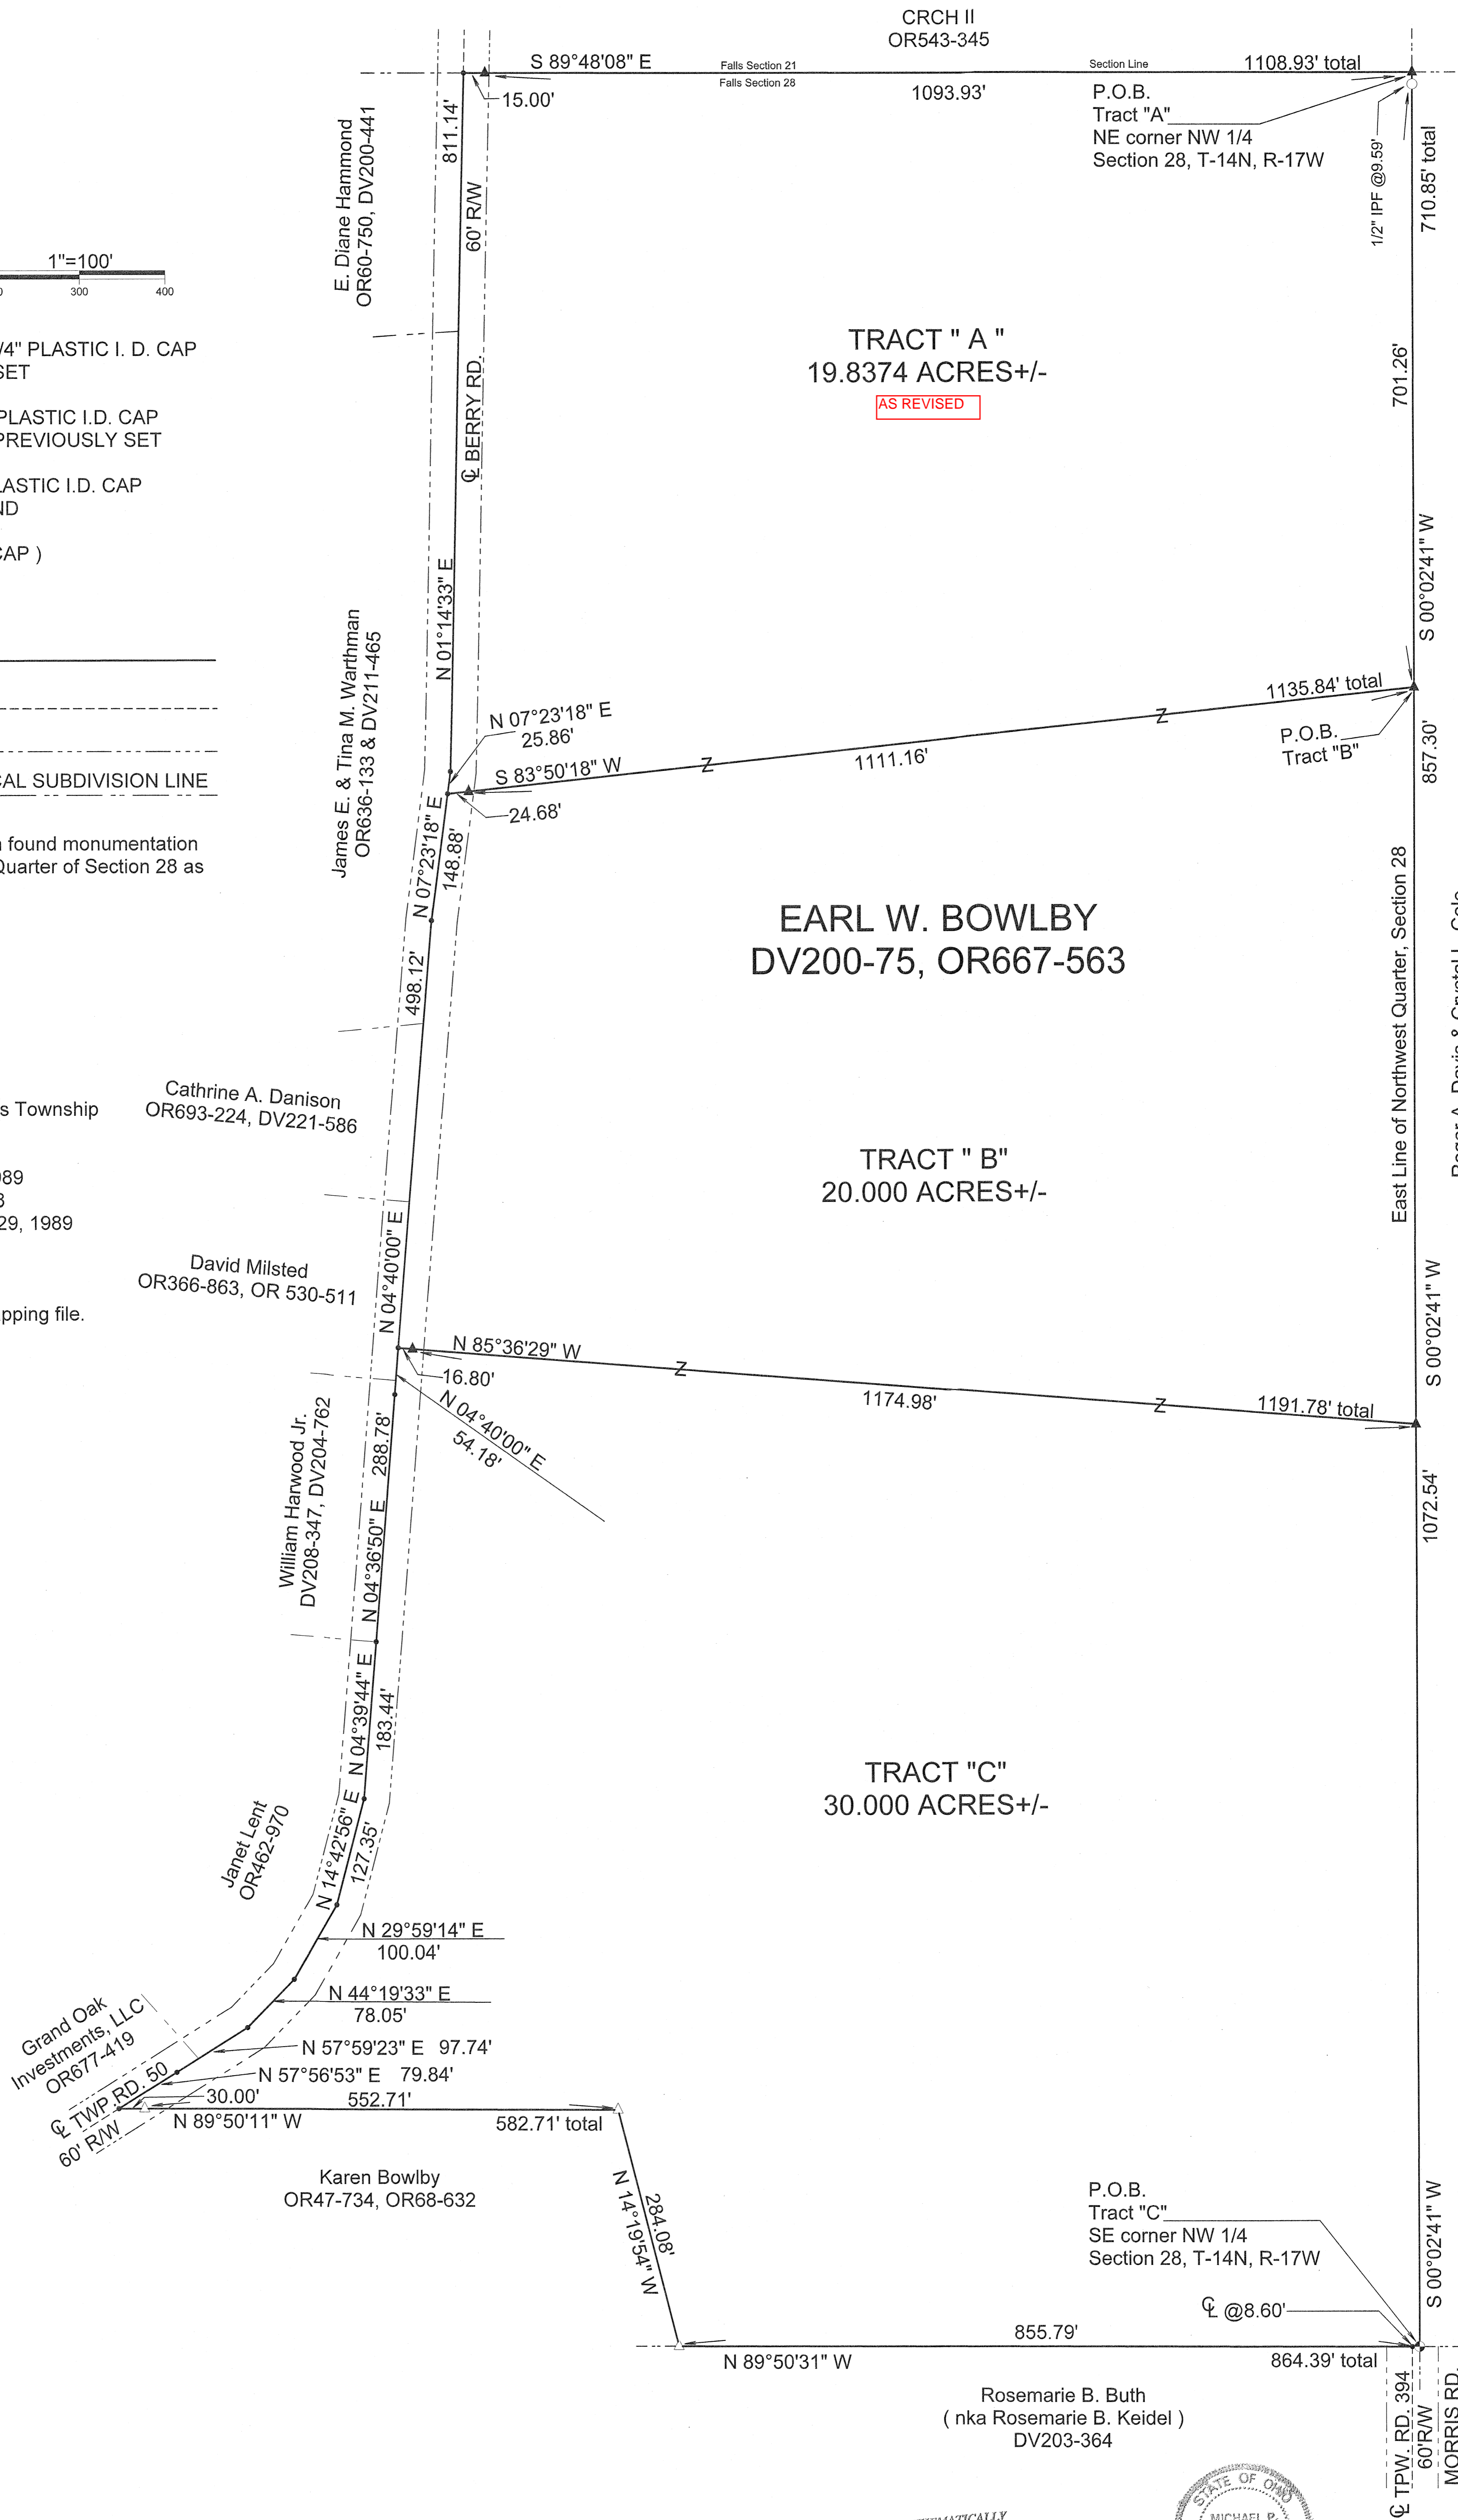 CRCH II
OR543-345
S 89°48'08" E
Falls Section 21
Falls Section 28
Section Line
1108.93' total
15.00'
1093.93'
P.O.B.
Tract "A"
NE corner NW 1/4
Section 28, T-14N, R-17W
1/2" IPF @9.59'
710.85' total
811.14'
E. Diane Hammond
OR60-750, DV200-441
60' R/W
1"=100'
300
400
/4" PLASTIC I. D. CAP
SET
PLASTIC I.D. CAP
PREVIOUSLY SET
LASTIC I.D. CAP
ND
CAP )
TRACT " A "
19.8374 ACRES+/-
AS REVISED
701.26'
℄ BERRY RD.
N 01°14'33" E
S 00°02'41" W
James E. & Tina M. Warthman
OR636-133 & DV211-465
N 07°23'18" E
25.86'
S 83°50'18" W
1111.16'
1135.84' total
24.68'
P.O.B.
Tract "B"
857.30'
CAL SUBDIVISION LINE
found monumentation
Quarter of Section 28 as
N 07°23'18" E
148.88'
EARL W. BOWLBY
DV200-75, OR667-563
East Line of Northwest Quarter, Section 28
Roger A. Davis & Crystal L. Cole
498.12'
Cathrine A. Danison
OR693-224, DV221-586
s Township
989
3
29, 1989
TRACT " B"
20.000 ACRES+/-
David Milsted
OR366-863, OR 530-511
pping file.
N 04°40'00" E
S 00°02'41" W
N 85°36'29" W
16.80'
1174.98'
1191.78' total
N 04°40'00" E
54.18'
William Harwood Jr.
DV208-347, DV204-762
288.78'
N 04°36'50" E
1072.54'
N 04°39'44" E
183.44'
TRACT "C"
30.000 ACRES+/-
Janet Lent
OR462-970
N 14°42'56" E
127.35'
N 29°59'14" E
100.04'
N 44°19'33" E
78.05'
Grand Oak
Investments, LLC
OR677-419
N 57°59'23" E 97.74'
N 57°56'53" E 79.84'
℄ TWP.RD. 50
60' R/W
30.00'
552.71'
N 89°50'11" W
582.71' total
Karen Bowlby
OR47-734, OR68-632
284.08'
N 14°19'54" W
P.O.B.
Tract "C"
SE corner NW 1/4
Section 28, T-14N, R-17W
S 00°02'41" W
℄ @8.60'
855.79'
N 89°50'31" W
864.39' total
Rosemarie B. Buth
( nka Rosemarie B. Keidel )
DV203-364
℄ TPW. RD. 394
60'R/W
MORRIS RD.
STATE OF OHIO
MICHAEL P.